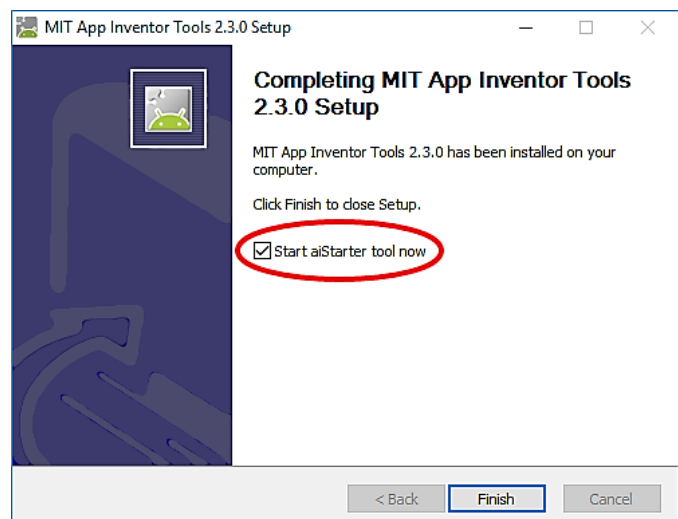 MIT App Inventor Tools 2.3.0 Setup
Completing MIT App Inventor Tools
2.3.0 Setup
MIT App Inventor Tools 2.3.0 has been installed on your
computer.
Click Finish to close Setup.
Start aiStarter tool now
< Back
Finish
Cancel